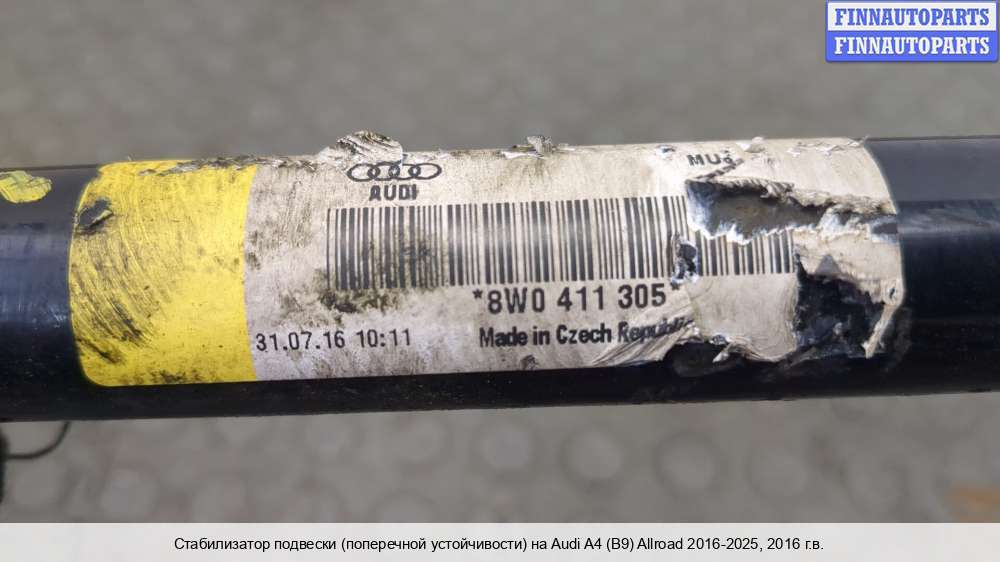 FINNAUTOPARTS
FINNAUTOPARTS
AUDI
*8W0 411 305
31.07.16 10:11
Made in Czech Republic
Стабилизатор подвески (поперечной устойчивости) на Audi A4 (B9) Allroad 2016-2025, 2016 г.в.